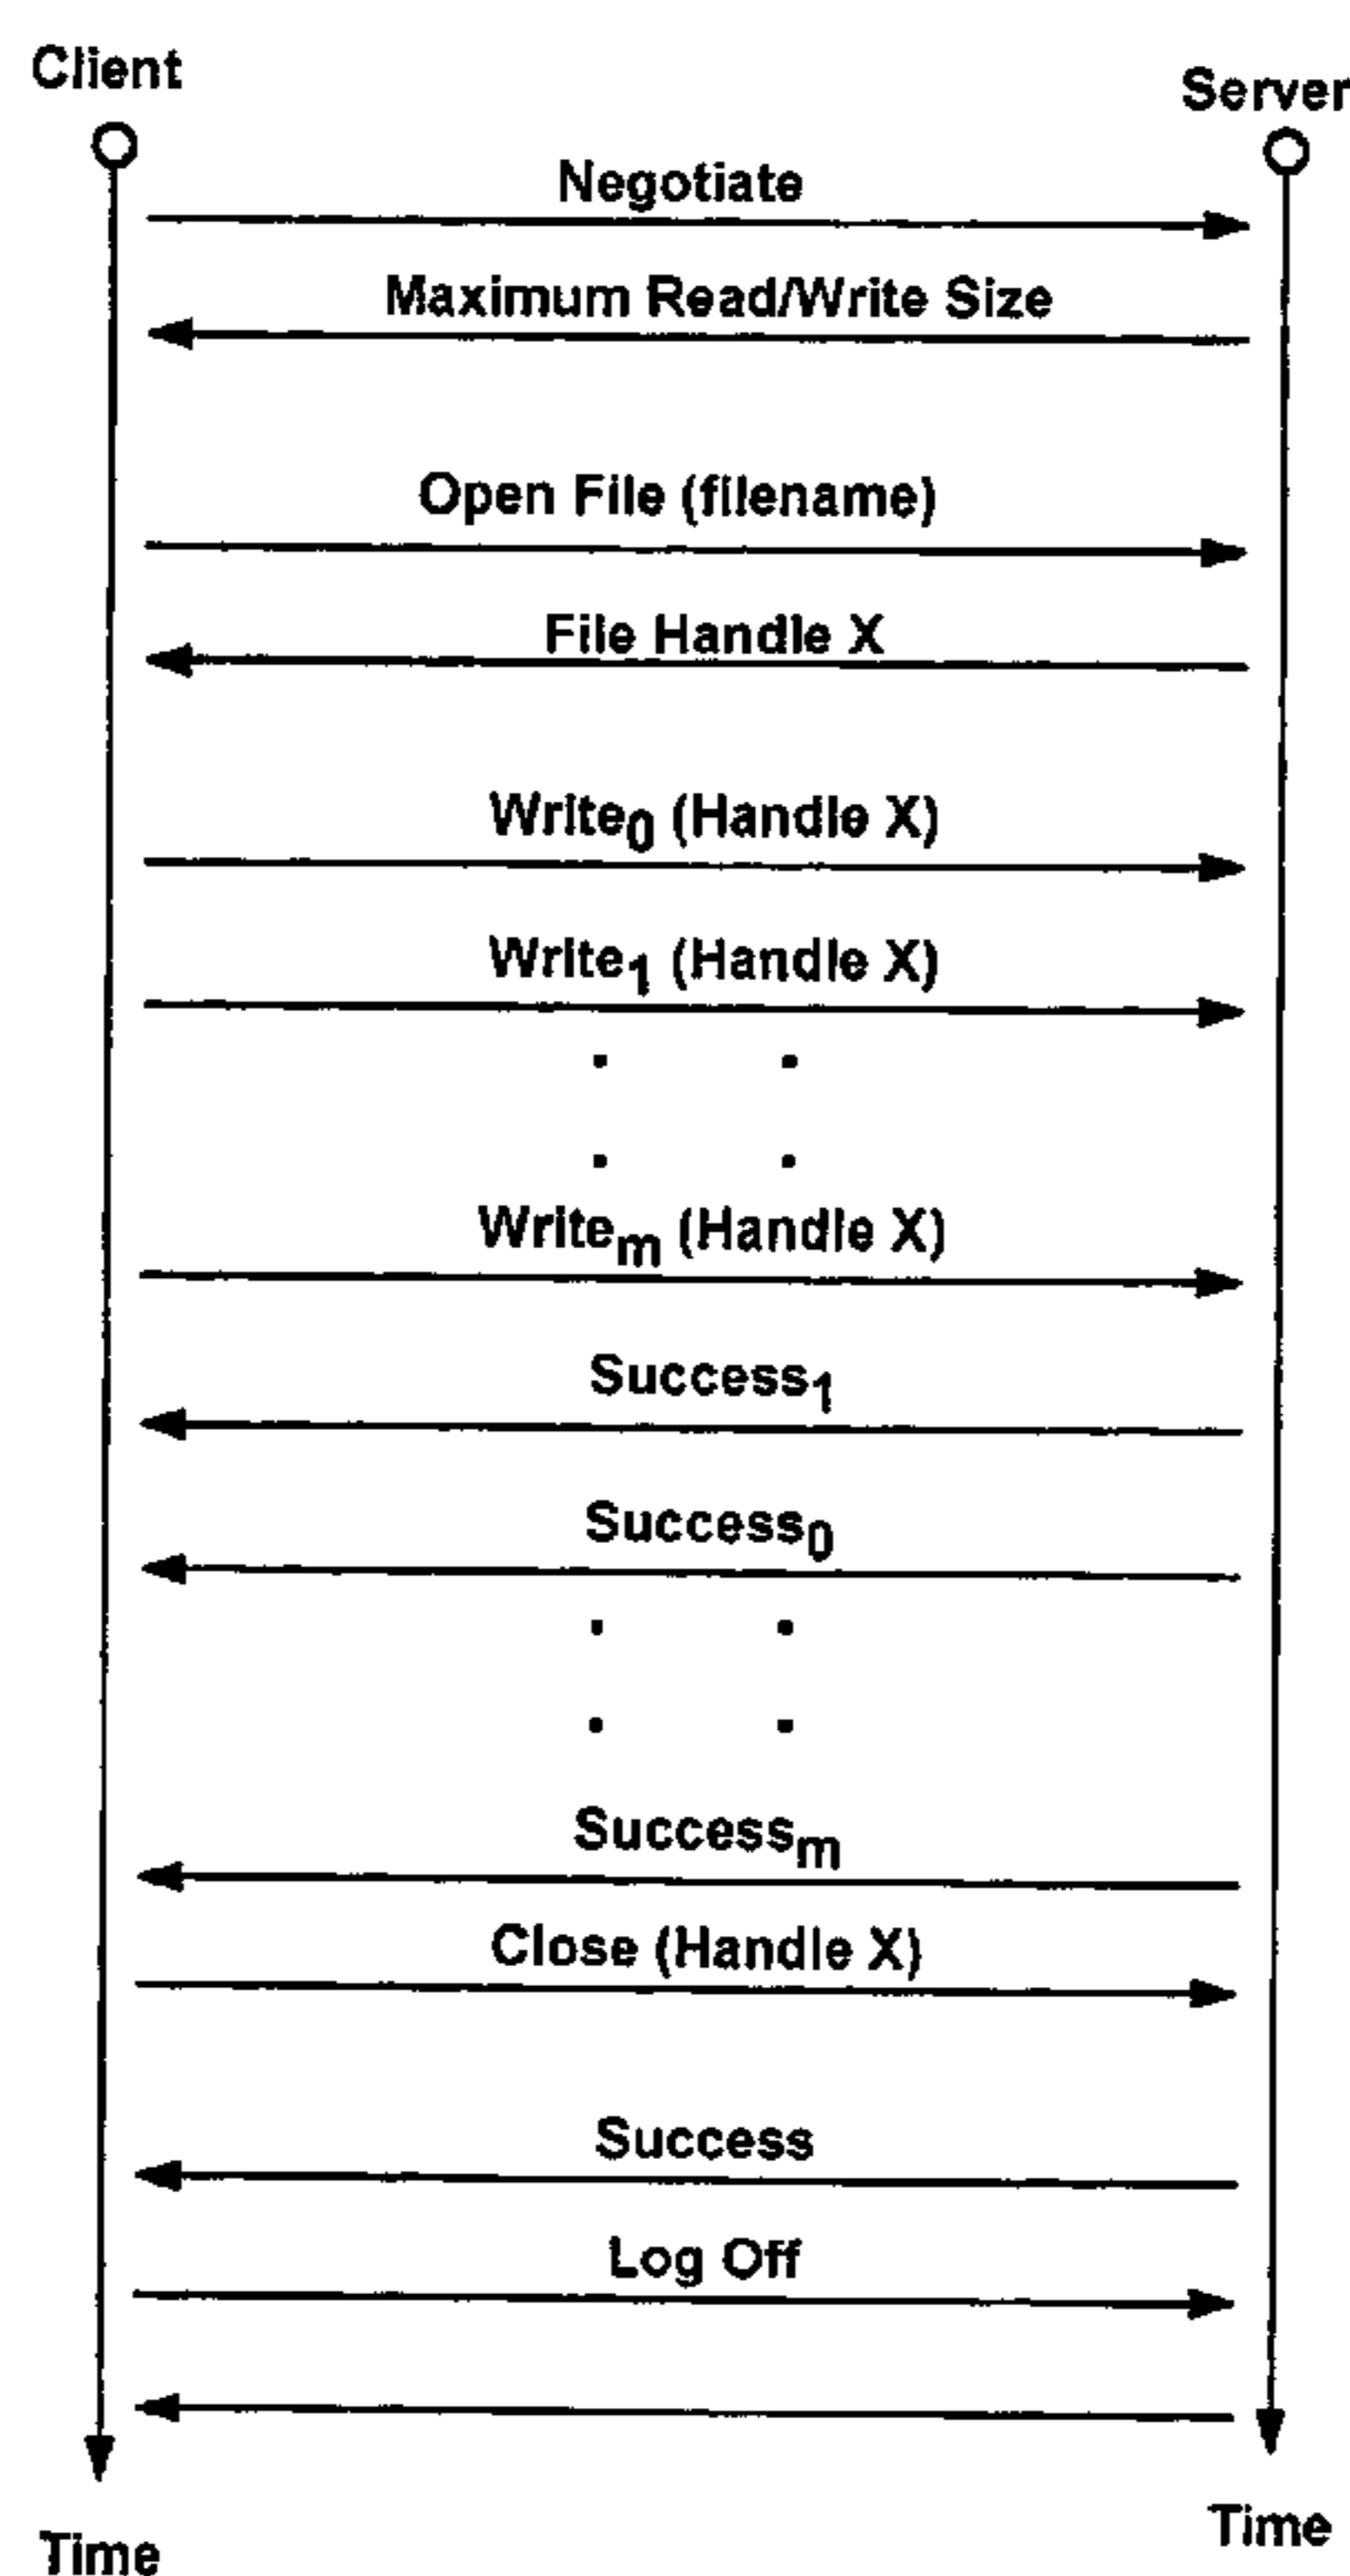 Client
Server
Negotiate
Maximum Read/Write Size
Open File (filename)
File Handle X
Write₀ (Handle X)
Write₁ (Handle X)
Writeₘ (Handle X)
Success₁
Success₀
Successₘ
Close (Handle X)
Success
Log Off
Time
Time